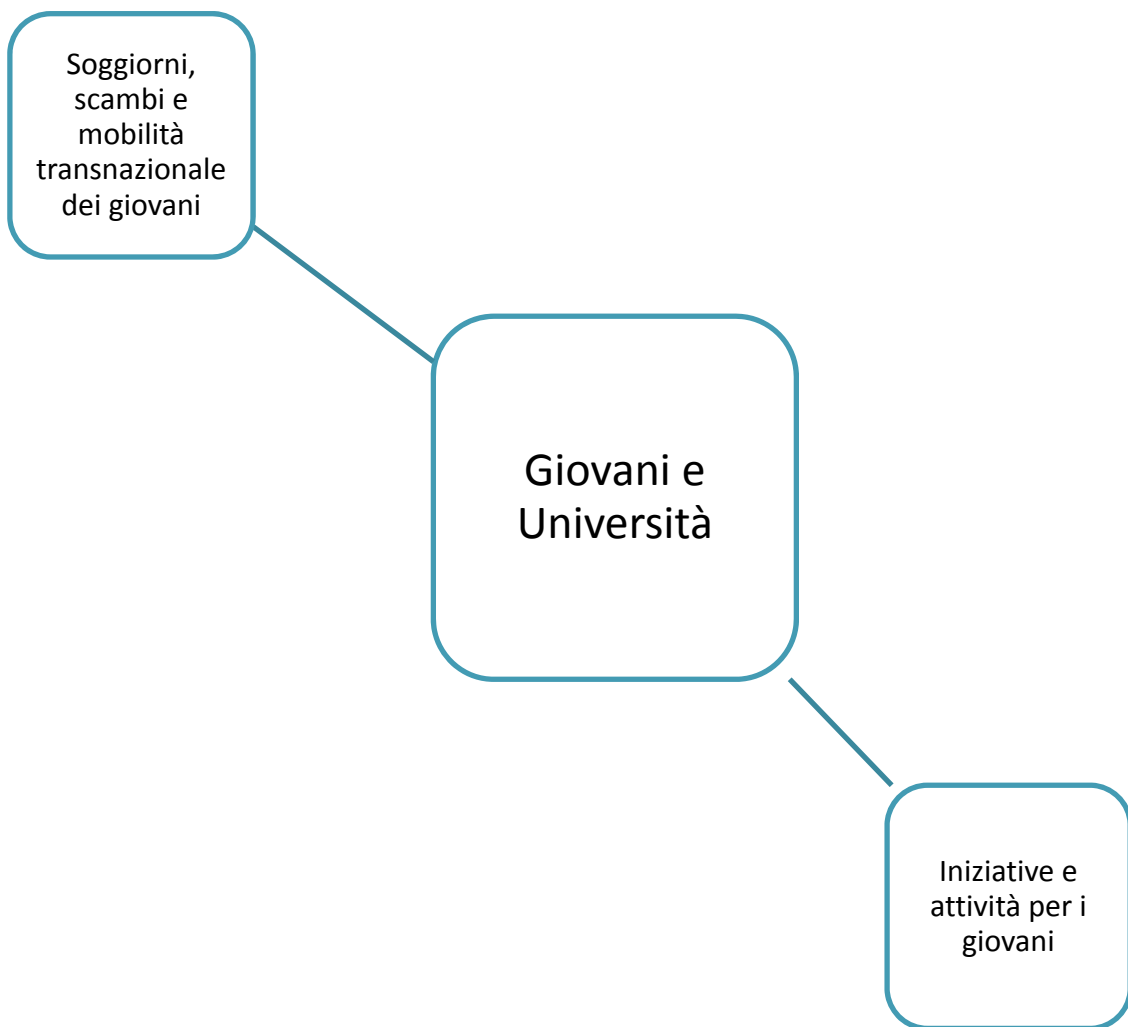 Soggiorni,
scambi e
mobilità
transnazionale
dei giovani
Giovani e
Università
Iniziative e
attività per i
giovani